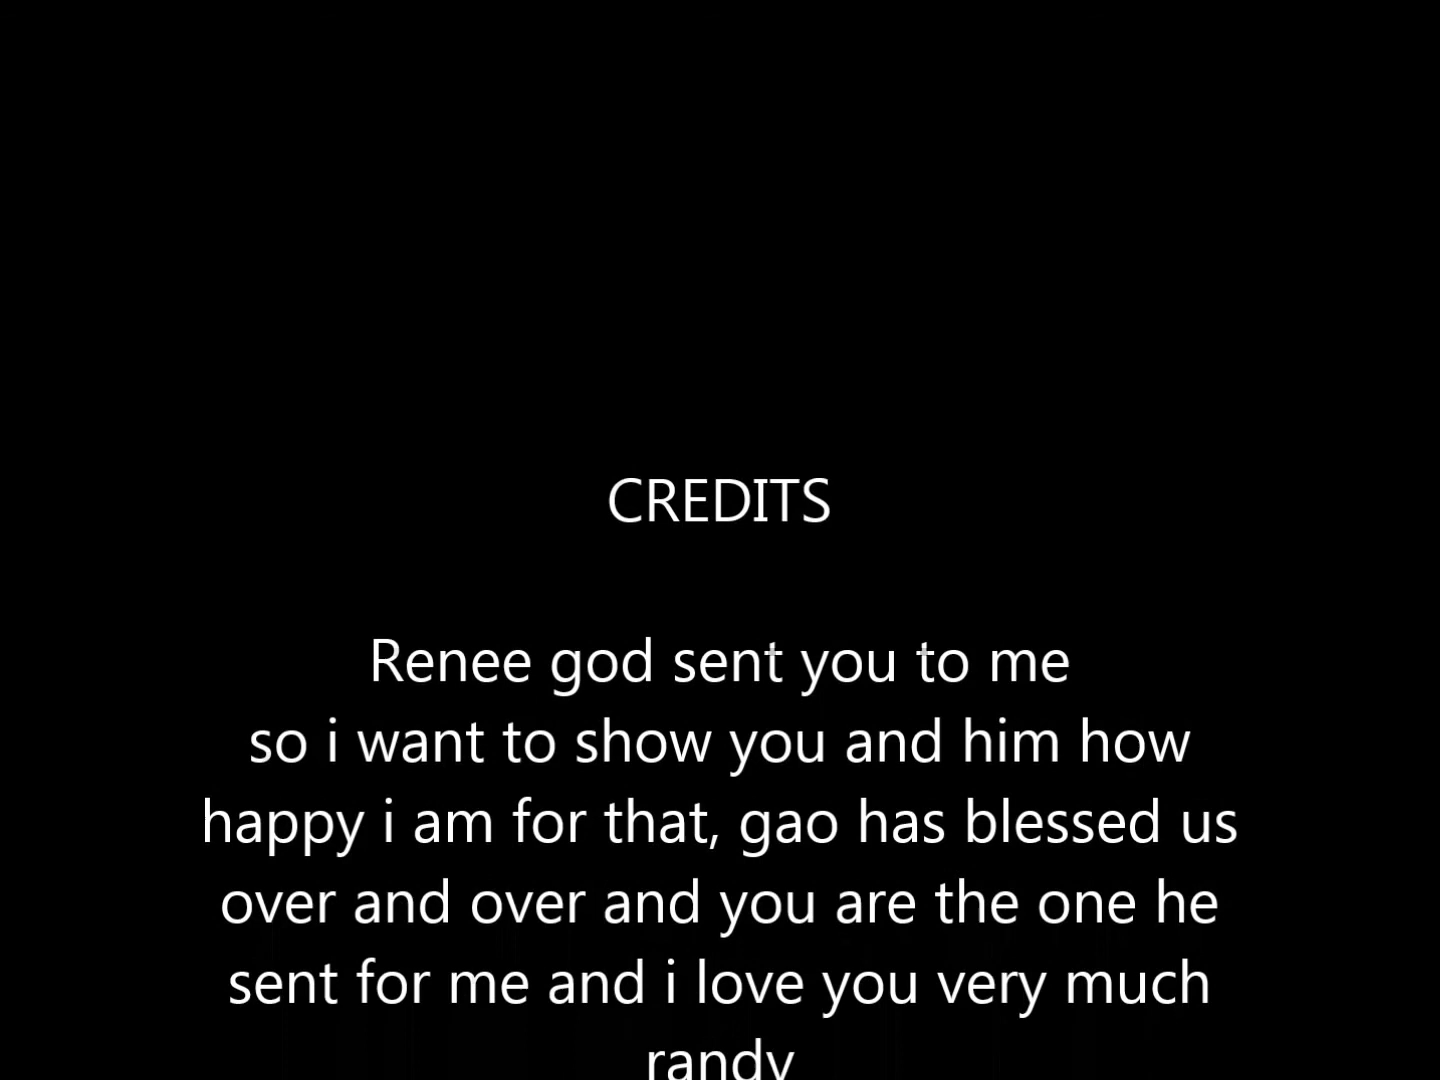 CREDITS
Renee god sent you to me
so i want to show you and him how
happy i am for that, gao has blessed us
over and over and you are the one he
sent for me and i love you very much
randy